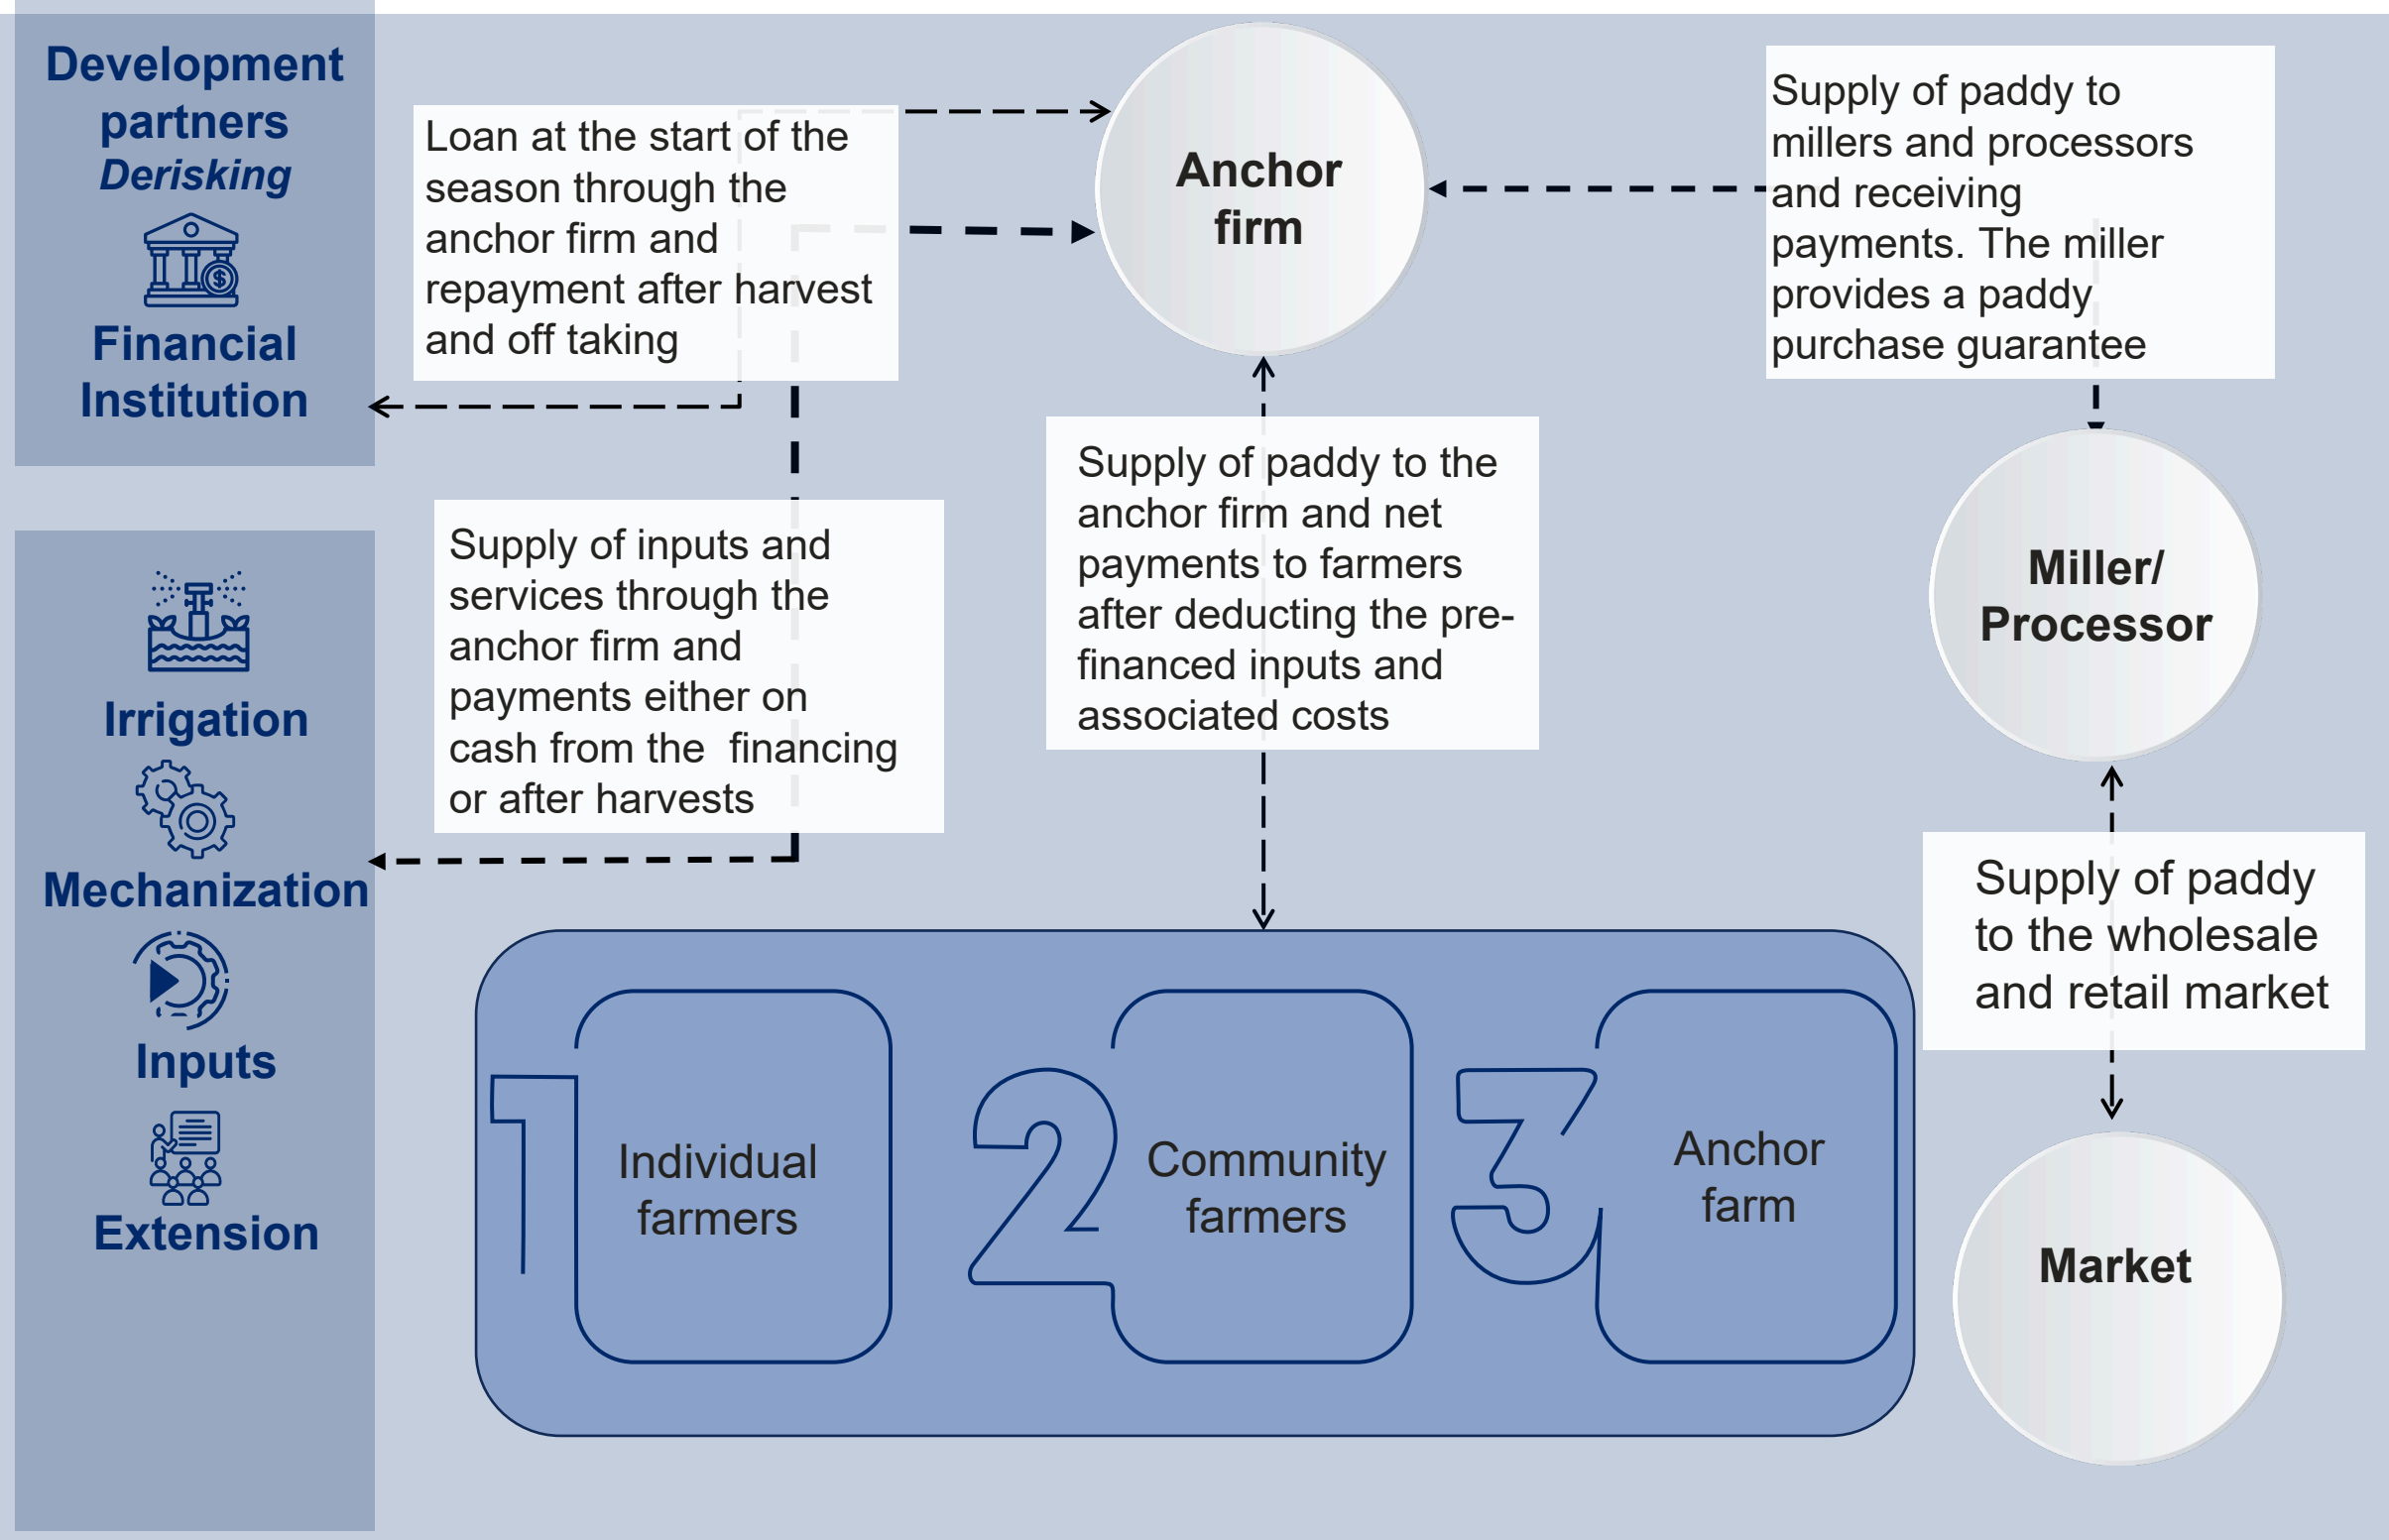 Development
partners
Derisking
Financial
Institution
Loan at the start of the
season through the
anchor firm and
repayment after harvest
and off taking
Anchor
firm
Supply of paddy to
millers and processors
and receiving
payments. The miller
provides a paddy
purchase guarantee
Irrigation
Mechanization
Inputs
Extension
Supply of inputs and
services through the
anchor firm and
payments either on
cash from the  financing
or after harvests
Supply of paddy to the
anchor firm and net
payments to farmers
after deducting the pre-
financed inputs and
associated costs
Miller/
Processor
Supply of paddy
to the wholesale
and retail market
1
Individual
farmers
2
Community
farmers
3
Anchor
farm
Market